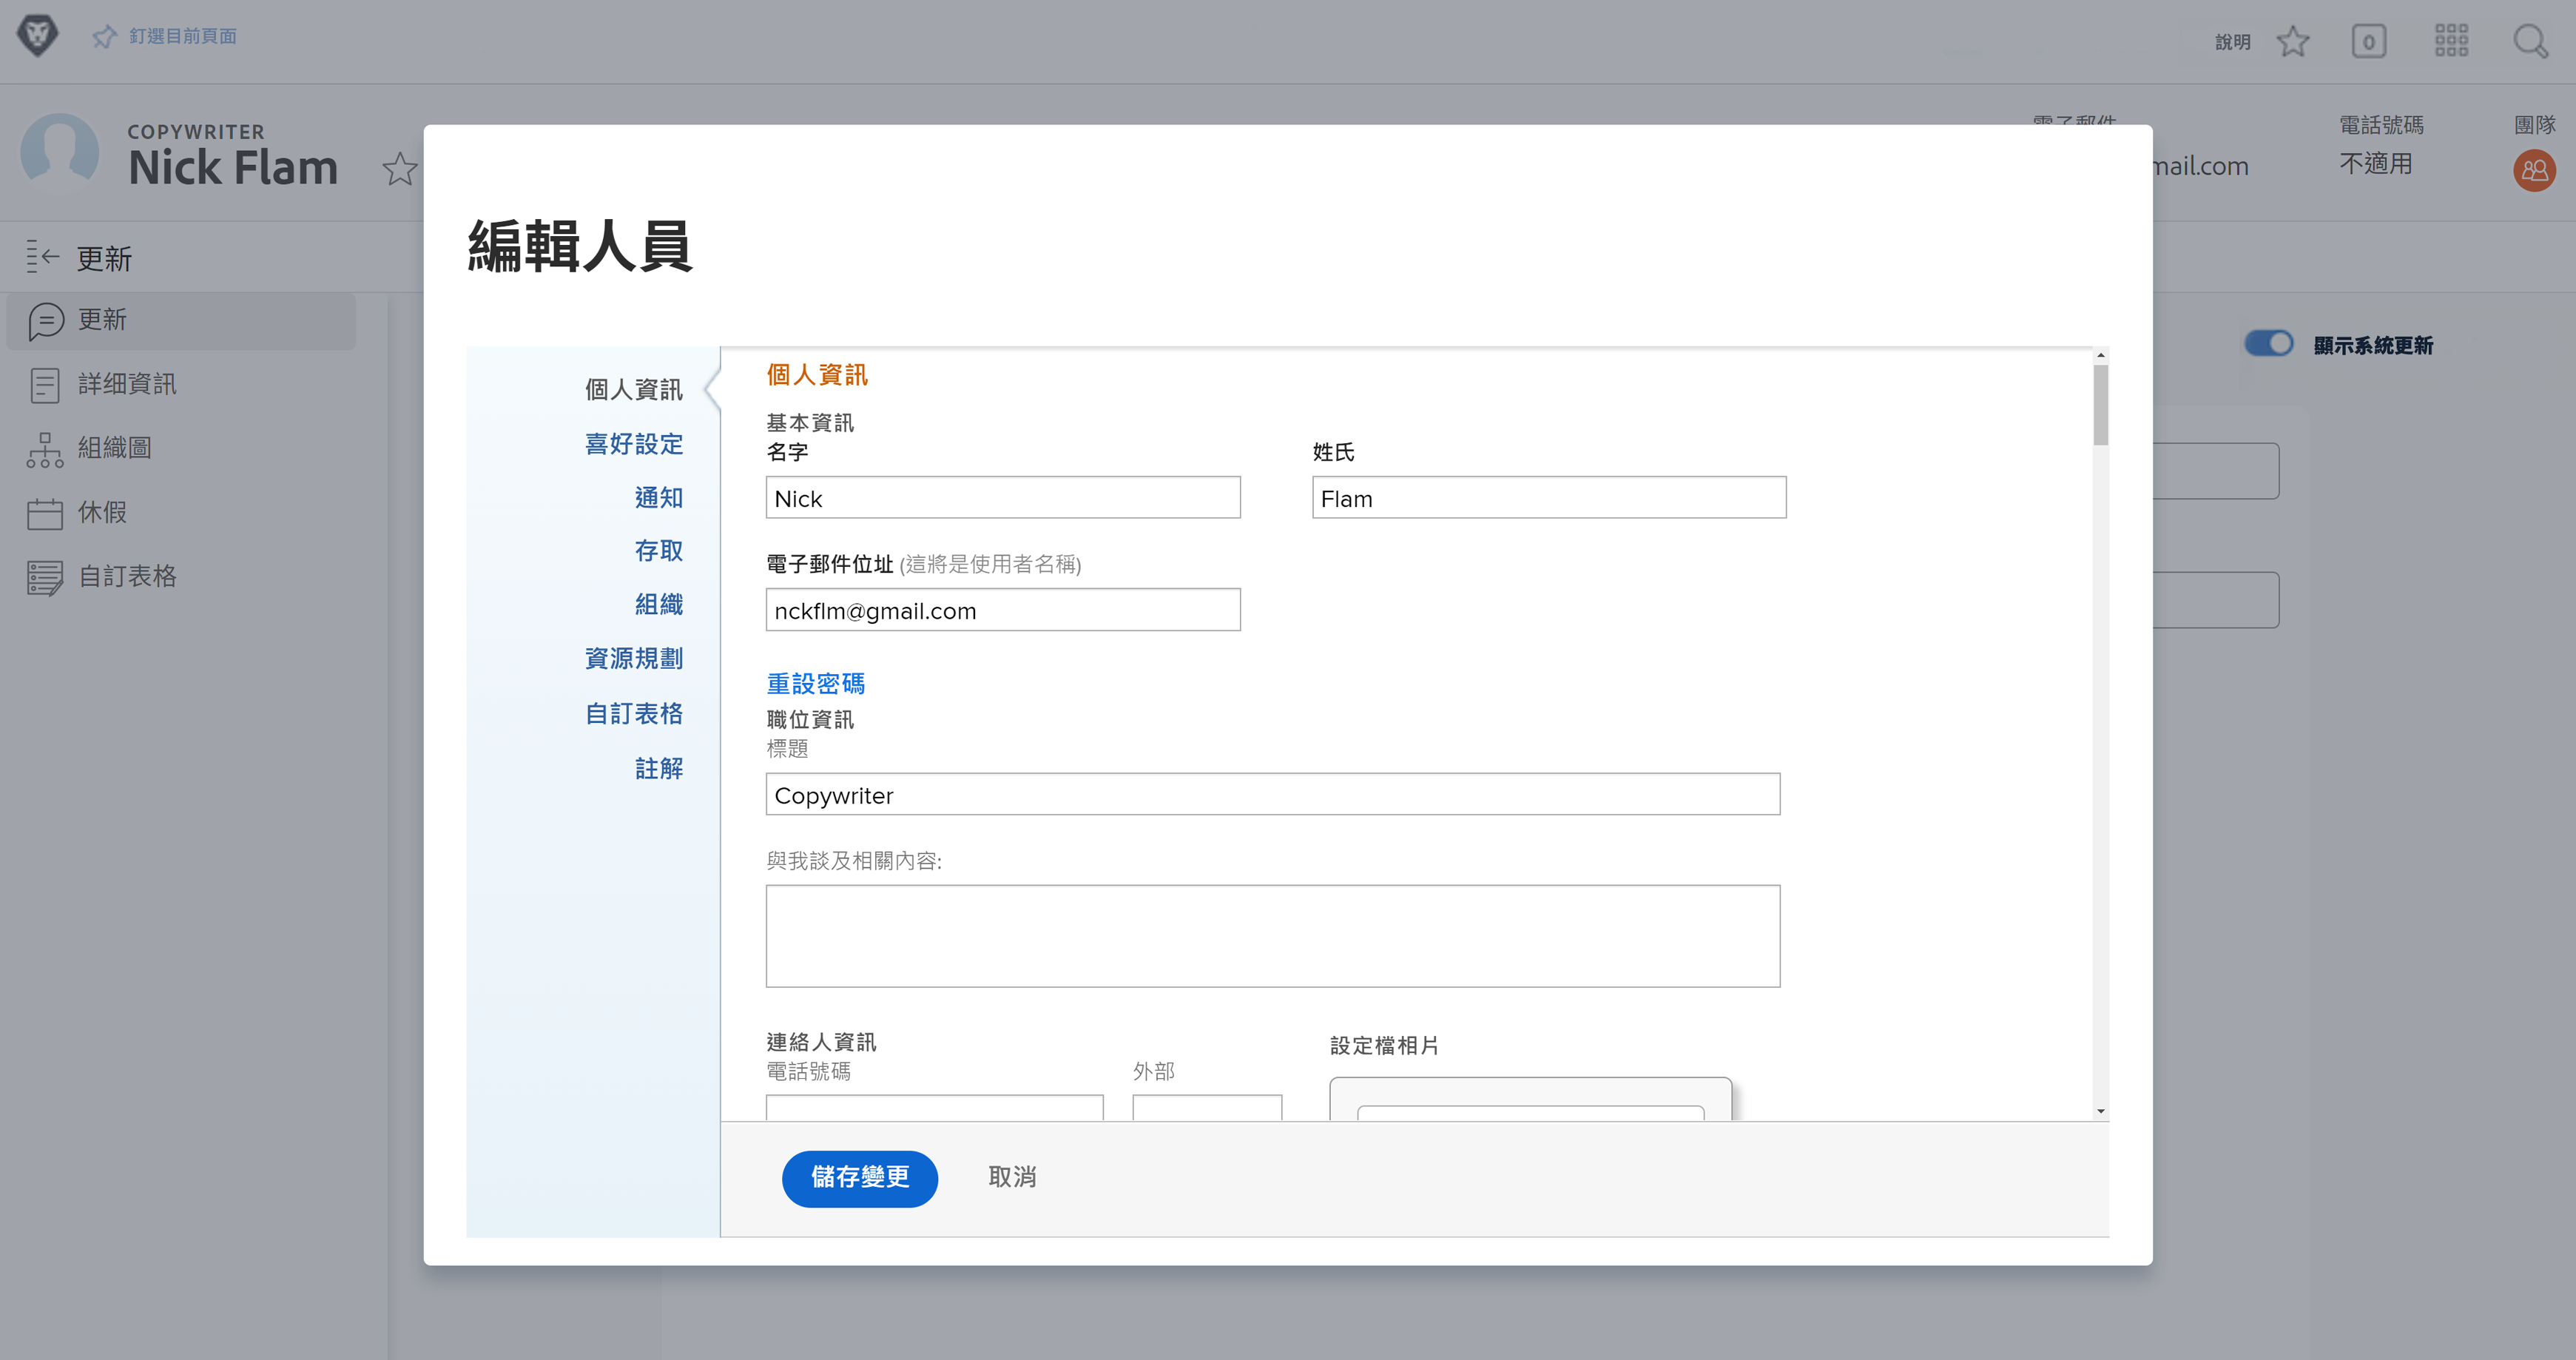 釘選目前頁面
說明
0
COPYWRITER
Nick Flam
電子郵件
mail.com
電話號碼
不適用
團隊
更新
更新
詳細資訊
組織圖
休假
自訂表格
顯示系統更新
編輯人員
個人資訊
喜好設定
通知
存取
組織
資源規劃
自訂表格
註解
個人資訊
基本資訊
名字
姓氏
Nick
Flam
電子郵件位址 (這將是使用者名稱)
nckflm@gmail.com
重設密碼
職位資訊
標題
Copywriter
與我談及相關內容:
連絡人資訊
設定檔相片
電話號碼
外部
儲存變更
取消